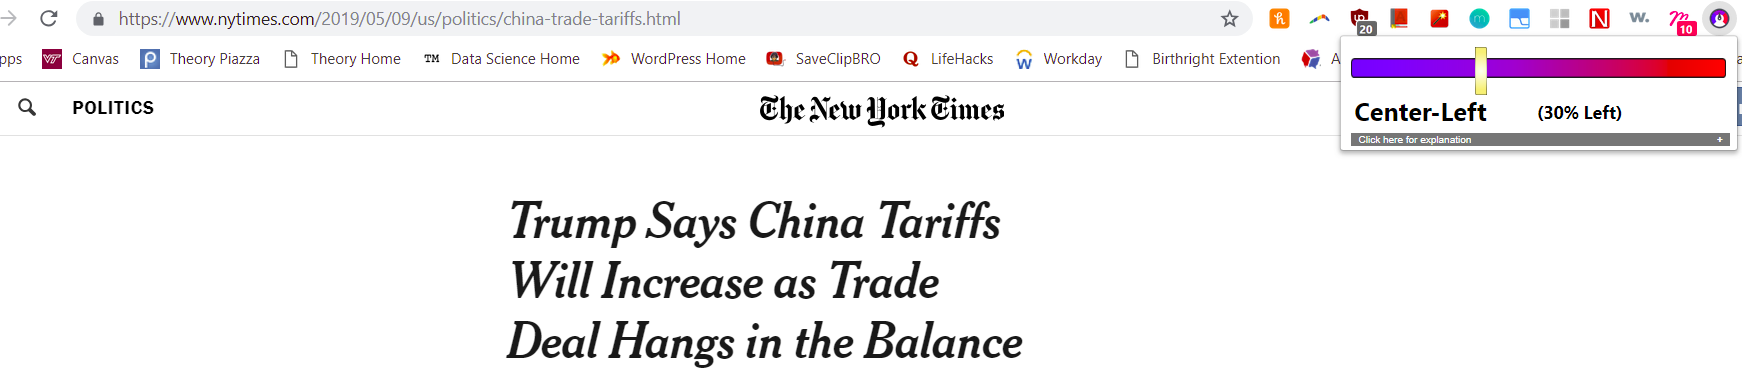 https://www.nytimes.com/2019/05/09/us/politics/china-trade-tariffs.html
20
N
w.
10
pps Canvas Theory Piazza Theory Home TM Data Science Home WordPress Home SaveClipBRO LifeHacks Workday Birthright Extention A
POLITICS The New York Times
Center-Left (30% Left)
Click here for explanation +
Trump Says China Tariffs
Will Increase as Trade
Deal Hangs in the Balance